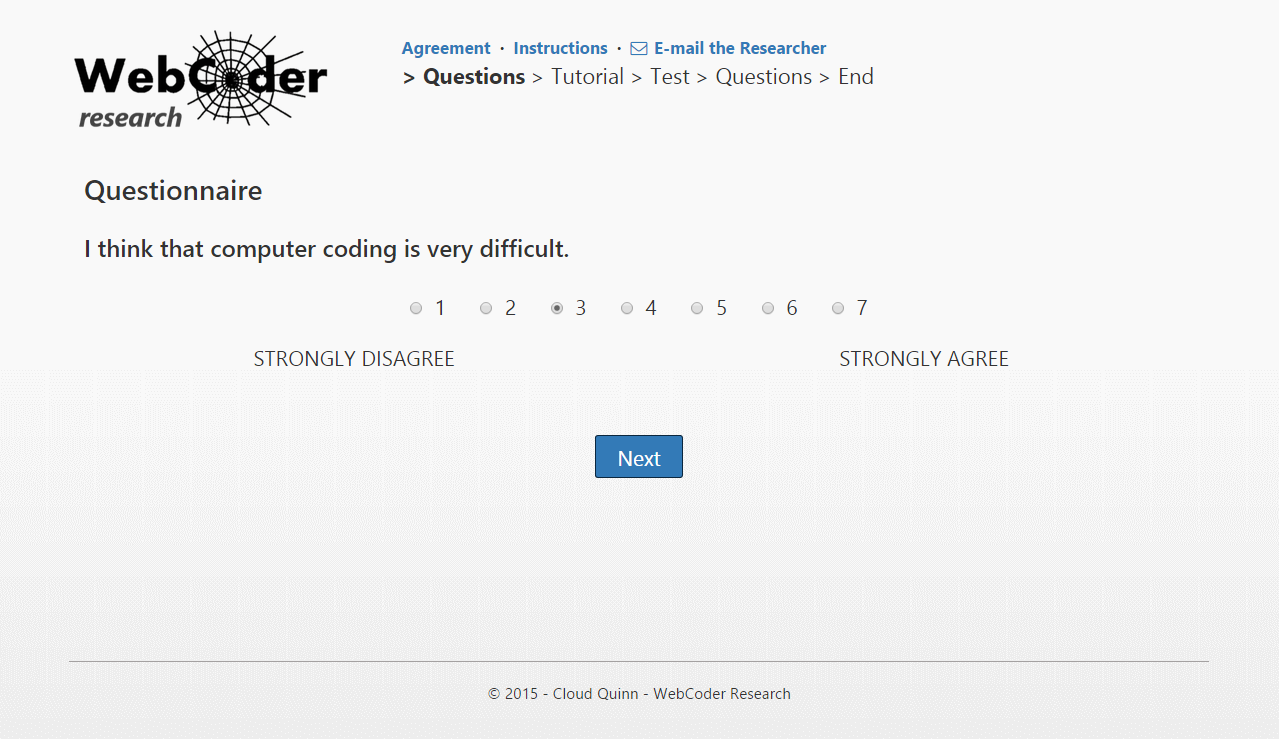 WebCoder
research
Agreement · Instructions · E-mail the Researcher
> Questions > Tutorial > Test > Questions > End
Questionnaire
I think that computer coding is very difficult.
1 2 3 4 5 6 7
STRONGLY DISAGREE STRONGLY AGREE
Next
© 2015 - Cloud Quinn - WebCoder Research